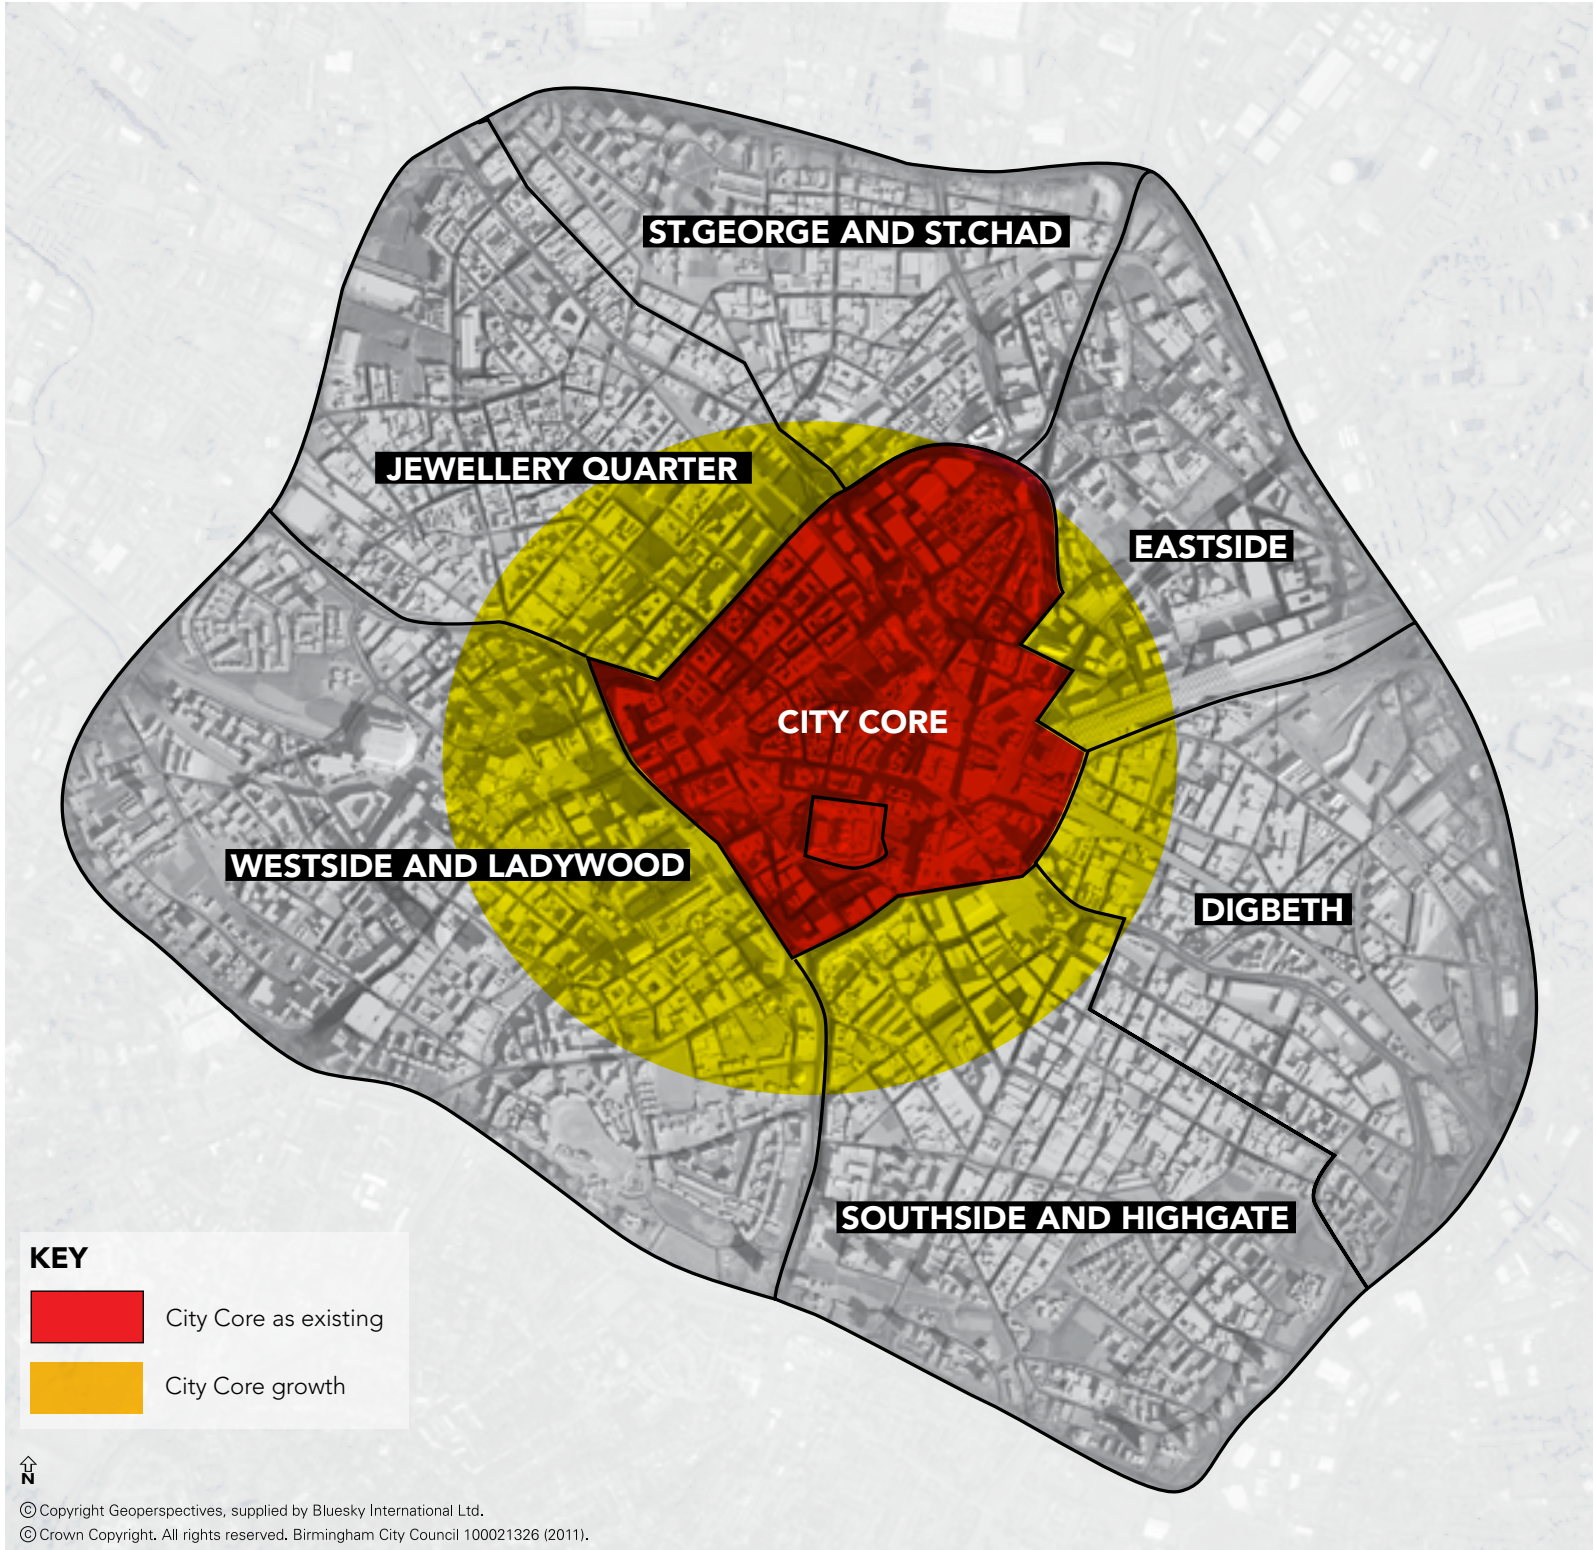 ST.GEORGE AND ST.CHAD
JEWELLERY QUARTER
EASTSIDE
CITY CORE
WESTSIDE AND LADYWOOD
DIGBETH
SOUTHSIDE AND HIGHGATE
KEY
City Core as existing
City Core growth
N
© Copyright Geoperspectives, supplied by Bluesky International Ltd.
© Crown Copyright. All rights reserved. Birmingham City Council 100021326 (2011).